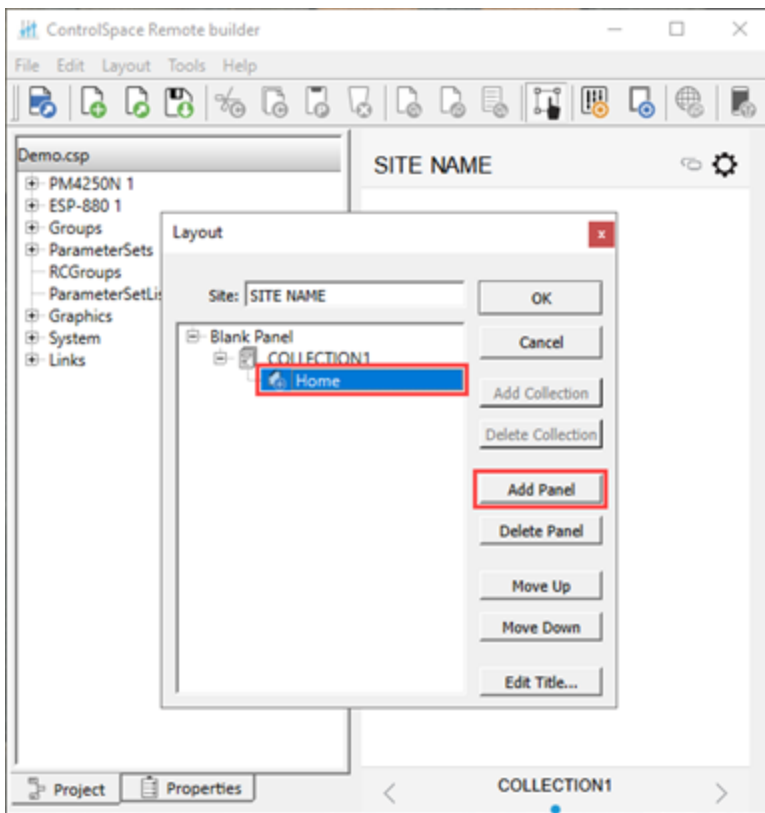 ControlSpace Remote builder
File Edit Layout Tools Help
Demo.csp
PM4250N 1
ESP-880 1
Groups
ParameterSets
RCGroups
ParameterSetLis
Graphics
System
Links
SITE NAME
Layout
x
Site: SITE NAME
Blank Panel
COLLECTION1
Home
OK
Cancel
Add Collection
Delete Collection
Add Panel
Delete Panel
Move Up
Move Down
Edit Title...
Project Properties
COLLECTION1